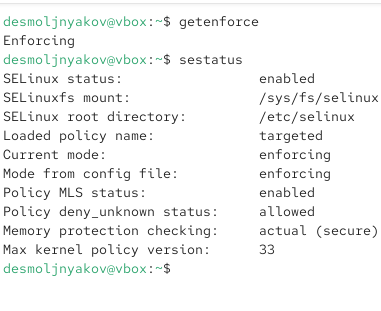 desmoljnyakov@vbox:~$ getenforce
Enforcing
desmoljnyakov@vbox:~$ sestatus
SELinux status:                 enabled
SELinuxfs mount:                /sys/fs/selinux
SELinux root directory:         /etc/selinux
Loaded policy name:             targeted
Current mode:                   enforcing
Mode from config file:          enforcing
Policy MLS status:              enabled
Policy deny_unknown status:     allowed
Memory protection checking:     actual (secure)
Max kernel policy version:      33
desmoljnyakov@vbox:~$